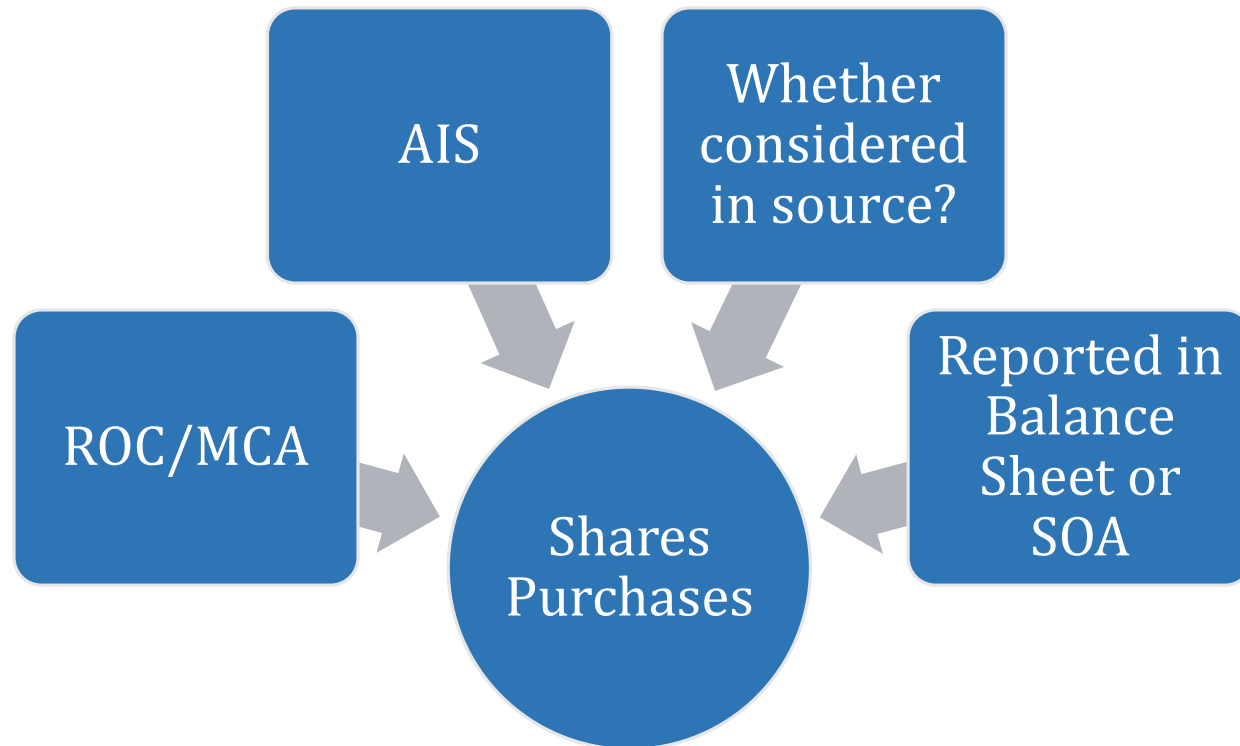 AIS
Whether
considered
in source?
ROC/MCA
Reported in
Balance
Sheet or
SOA
Shares
Purchases